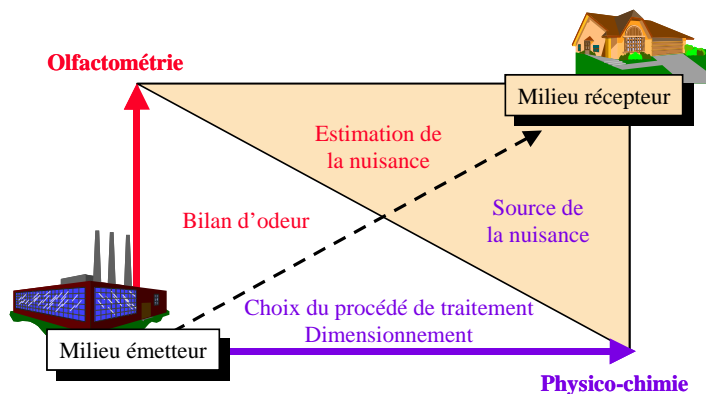 Olfactométrie
Milieu récepteur
Estimation de
la nuisance
Bilan d’odeur
Source de
la nuisance
Choix du procédé de traitement
Dimensionnement
Milieu émetteur
Physico-chimie